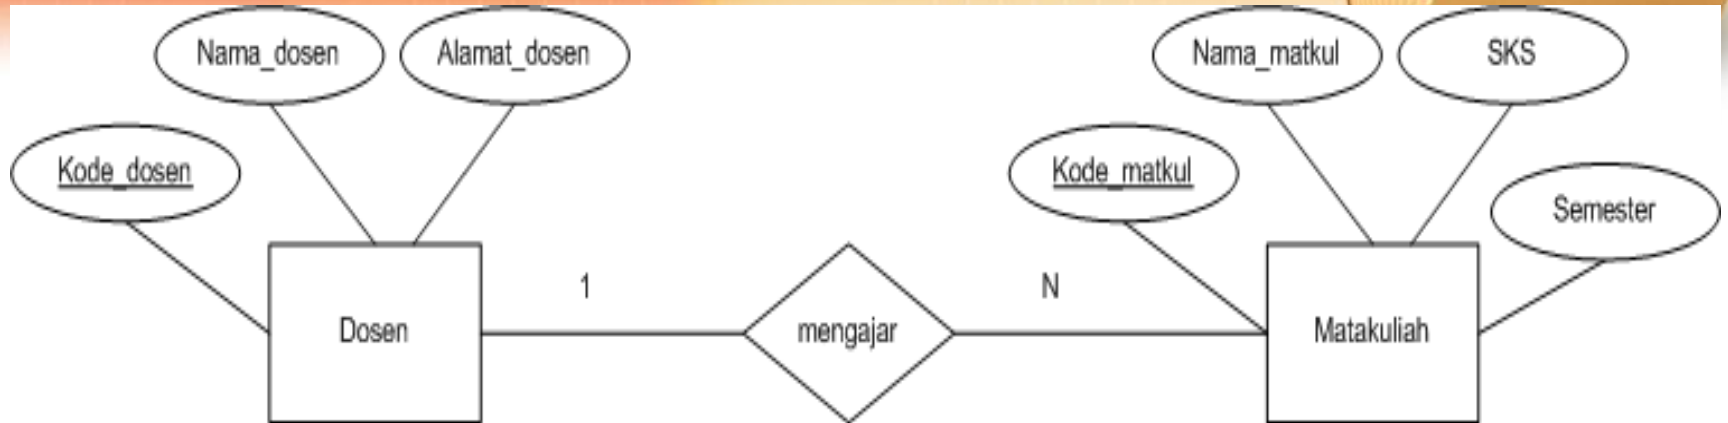 Nama_dosen
Alamat_dosen
Nama_matkul
SKS
Kode_dosen
Kode_matkul
Semester
1
N
Dosen
mengajar
Matakuliah